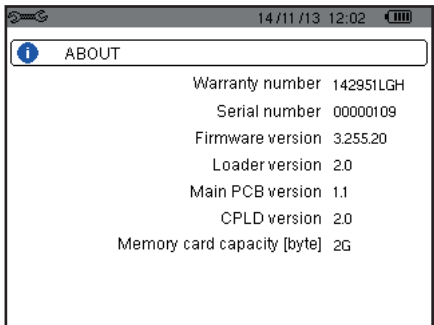 14/11/13 12:02
i ABOUT
Warranty number 142951LGH
Serial number 00000109
Firmware version 3.255.20
Loader version 2.0
Main PCB version 1.1
CPLD version 2.0
Memory card capacity [byte] 2G